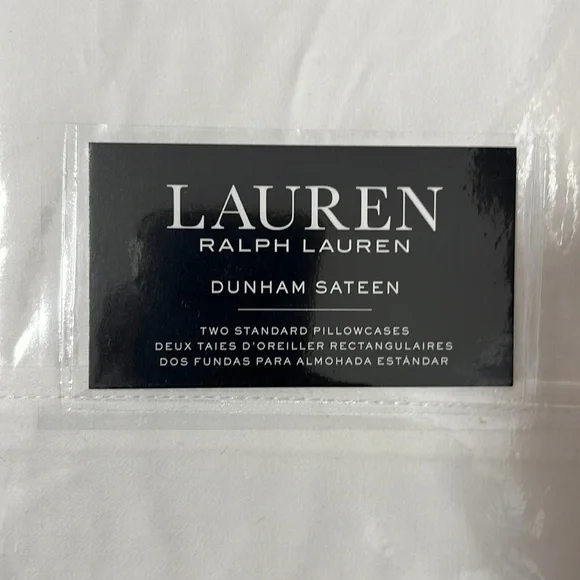 LAUREN
RALPH LAUREN
DUNHAM SATEEN
TWO STANDARD PILLOWCASES
DEUX TAIES D'OREILLER RECTANGULAIRES
DOS FUNDAS PARA ALMOHADA ESTÁNDAR